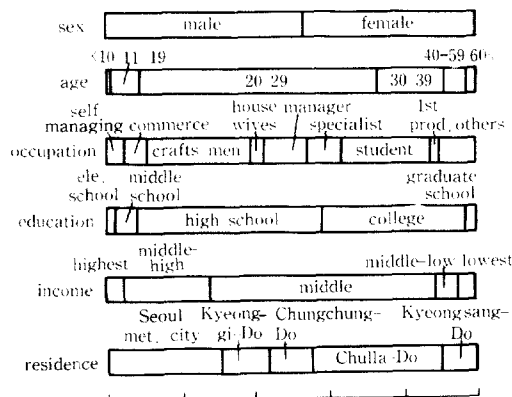 sex male female
<10 11 19 40-59 60<
age 20-29 30-39
self house manager 1st
managing commerce wives specialist prod. others
occupation crafts men student
ele. middle graduate
school school school
education high school college
middle-
highest high middle-low lowest
income middle
Seoul Kyeong- Chungchung- Kyeongsang-
met. city gi-Do Do Do
residence Chulla-Do